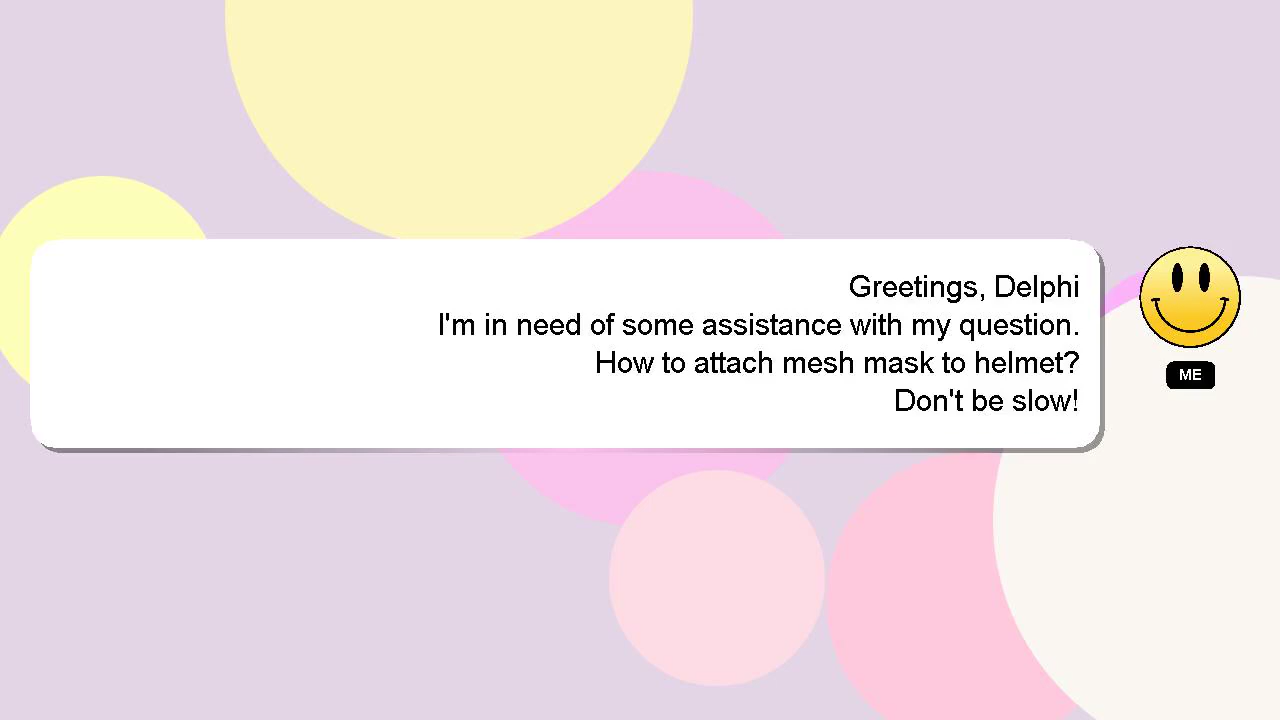 Greetings, Delphi
I'm in need of some assistance with my question.
How to attach mesh mask to helmet?
Don't be slow!
ME